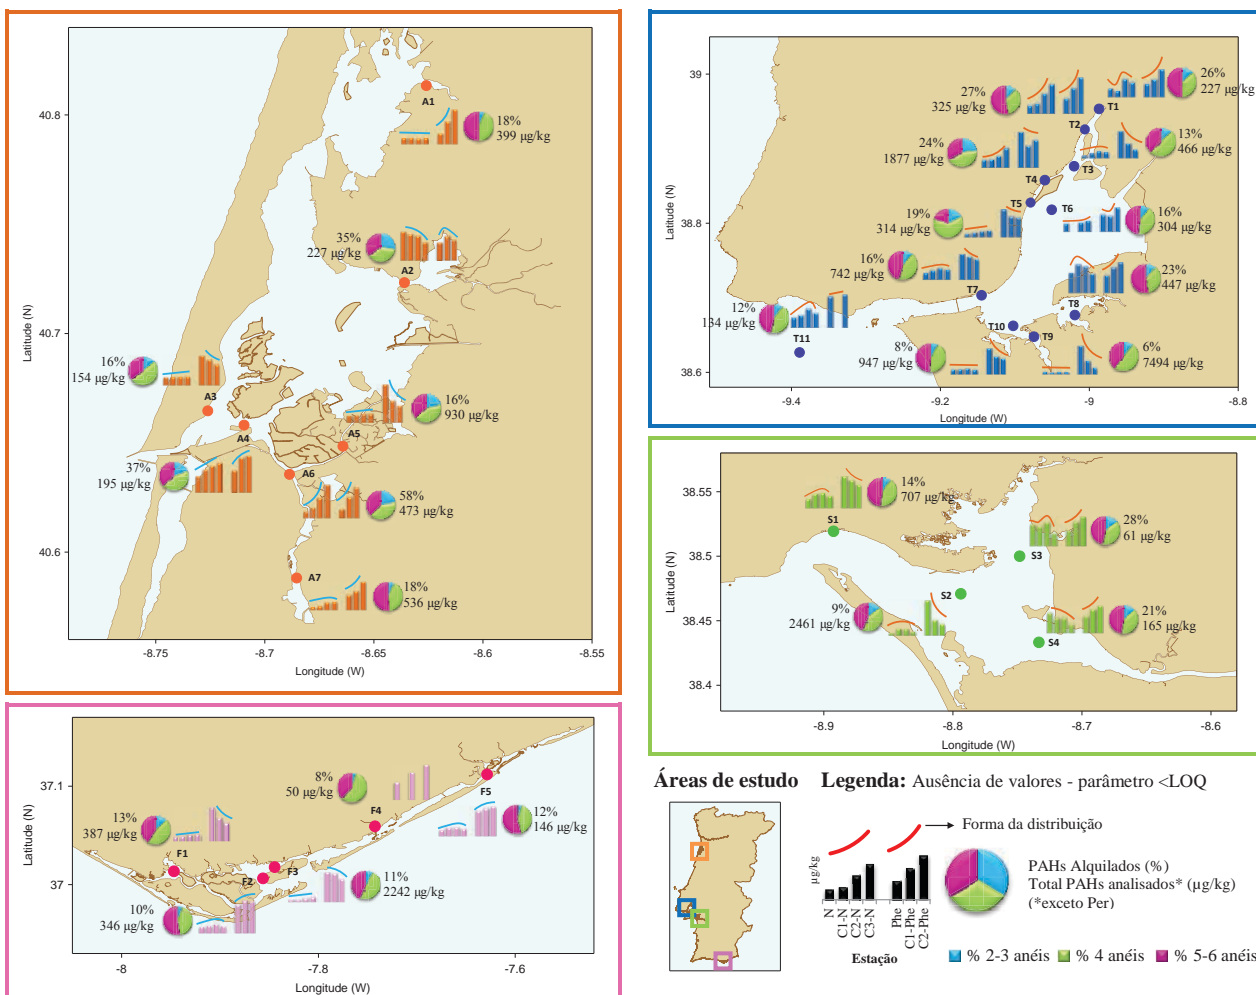 40.8
40.7
40.6
Latitude (N)
-8.75
-8.7
-8.65
-8.6
-8.55
Longitude (W)
A1
18%
399 µg/kg
35%
227 µg/kg
A2
16%
154 µg/kg
A3
A4
16%
930 µg/kg
A5
37%
195 µg/kg
A6
58%
473 µg/kg
A7
18%
536 µg/kg
39
38.8
38.6
Latitude (N)
-9.4
-9.2
-9
-8.8
Longitude (W)
26%
227 µg/kg
T1
27%
325 µg/kg
T2
13%
466 µg/kg
T3
24%
1877 µg/kg
T4
T5
T6
19%
314 µg/kg
16%
304 µg/kg
16%
742 µg/kg
T7
23%
447 µg/kg
T8
12%
134 µg/kg
T11
T10
T9
8%
947 µg/kg
6%
7494 µg/kg
38.55
38.5
38.45
38.4
Latitude (N)
-8.9
-8.8
-8.7
-8.6
Longitude (W)
14%
707 µg/kg
S1
28%
61 µg/kg
S3
S2
9%
2461 µg/kg
21%
165 µg/kg
S4
37.1
37
Latitude (N)
-8
-7.8
-7.6
Longitude (W)
8%
50 µg/kg
F4
F5
12%
146 µg/kg
13%
387 µg/kg
F1
F2
F3
11%
2242 µg/kg
10%
346 µg/kg
Áreas de estudo
Legenda: Ausência de valores - parâmetro <LOQ
Forma da distribuição
µg/kg
N
C1-N
C2-N
C3-N
Phe
C1-Phe
C2-Phe
Estação
PAHs Alquilados (%)
Total PAHs analisados* (µg/kg)
(*exceto Per)
% 2-3 anéis
% 4 anéis
% 5-6 anéis